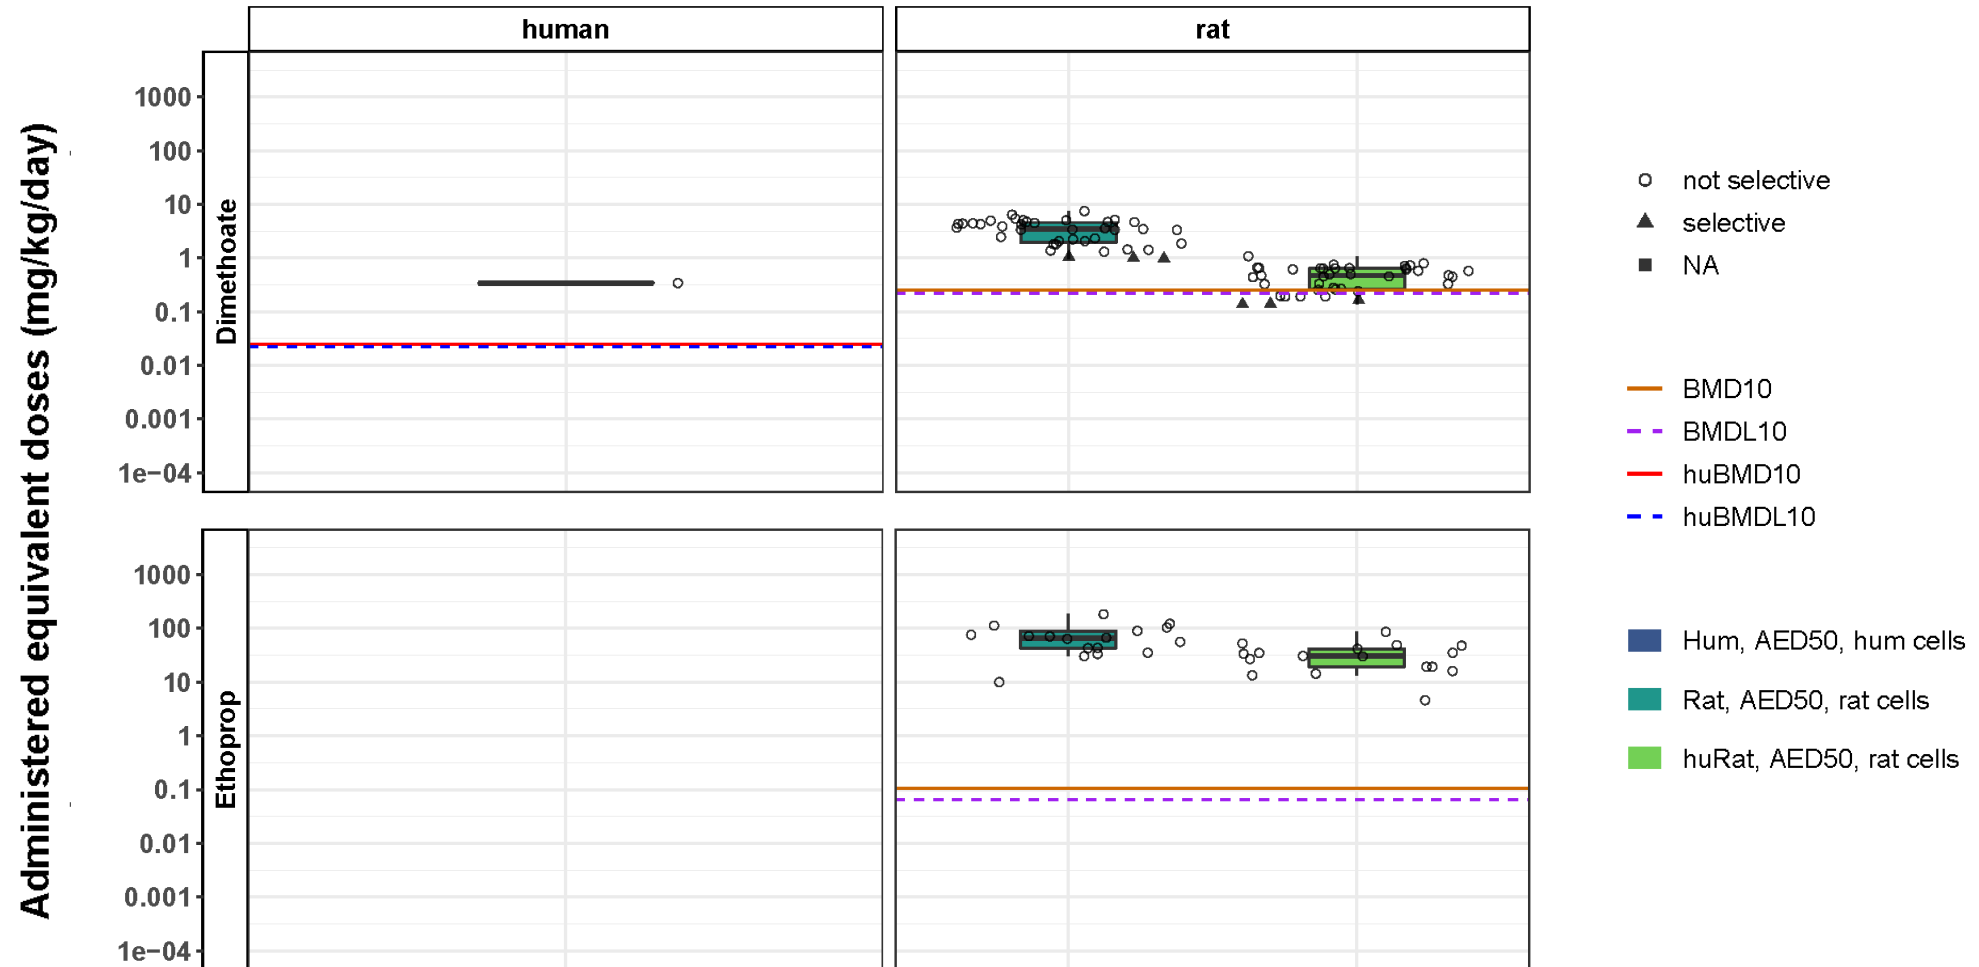 human
rat
Administered equivalent doses (mg/kg/day)
Dimethoate
1000
100
10
1
0.1
0.01
0.001
1e−04
Ethoprop
1000
100
10
1
0.1
0.01
0.001
1e−04
not selective
selective
NA
BMD10
BMDL10
huBMD10
huBMDL10
Hum, AED50, hum cells
Rat, AED50, rat cells
huRat, AED50, rat cells